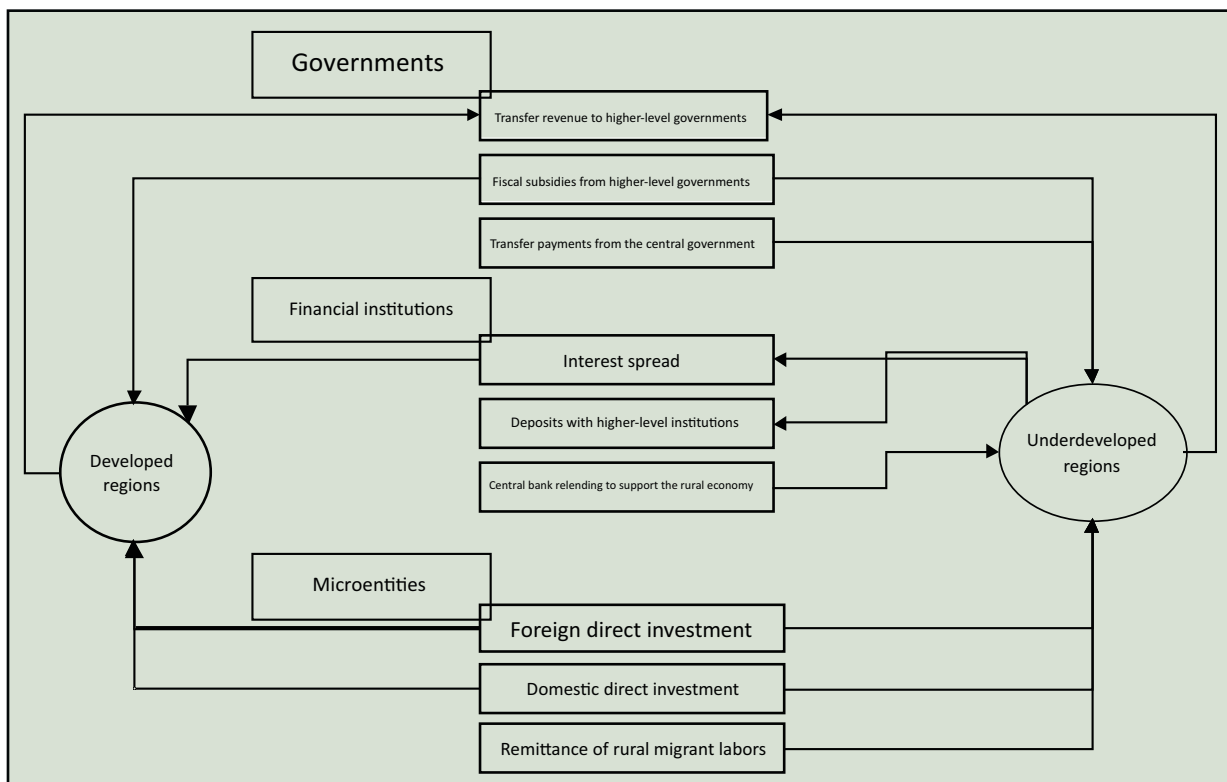 Governments
Transfer revenue to higher-level governments
Fiscal subsidies from higher-level governments
Transfer payments from the central government
Financial institutions
Interest spread
Deposits with higher-level institutions
Central bank relending to support the rural economy
Developed
regions
Underdeveloped
regions
Microentities
Foreign direct investment
Domestic direct investment
Remittance of rural migrant labors